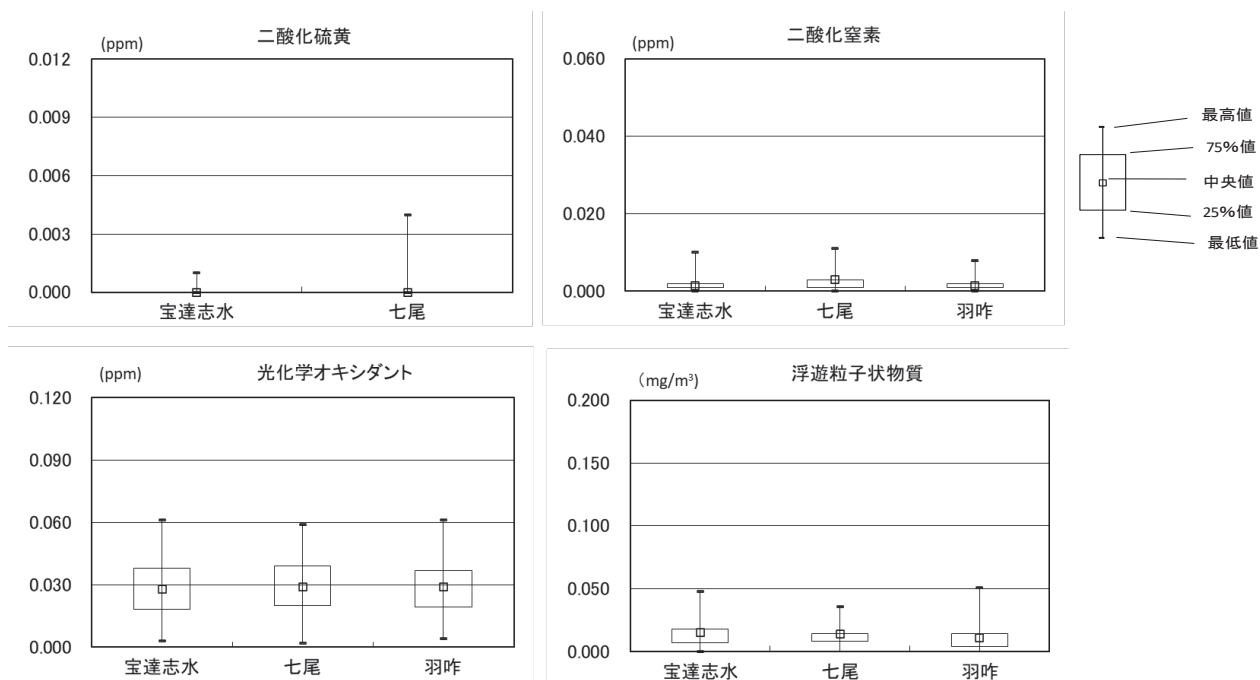 二酸化硫黄
(ppm)
0.012
0.009
0.006
0.003
0.000
宝達志水 七尾
二酸化窒素
(ppm)
0.060
0.040
0.020
0.000
宝達志水 七尾 羽咋
最高値
75%値
中央値
25%値
最低値
光化学オキシダント
(ppm)
0.120
0.090
0.060
0.030
0.000
宝達志水 七尾 羽咋
浮遊粒子状物質
(mg/m³)
0.200
0.150
0.100
0.050
0.000
宝達志水 七尾 羽咋